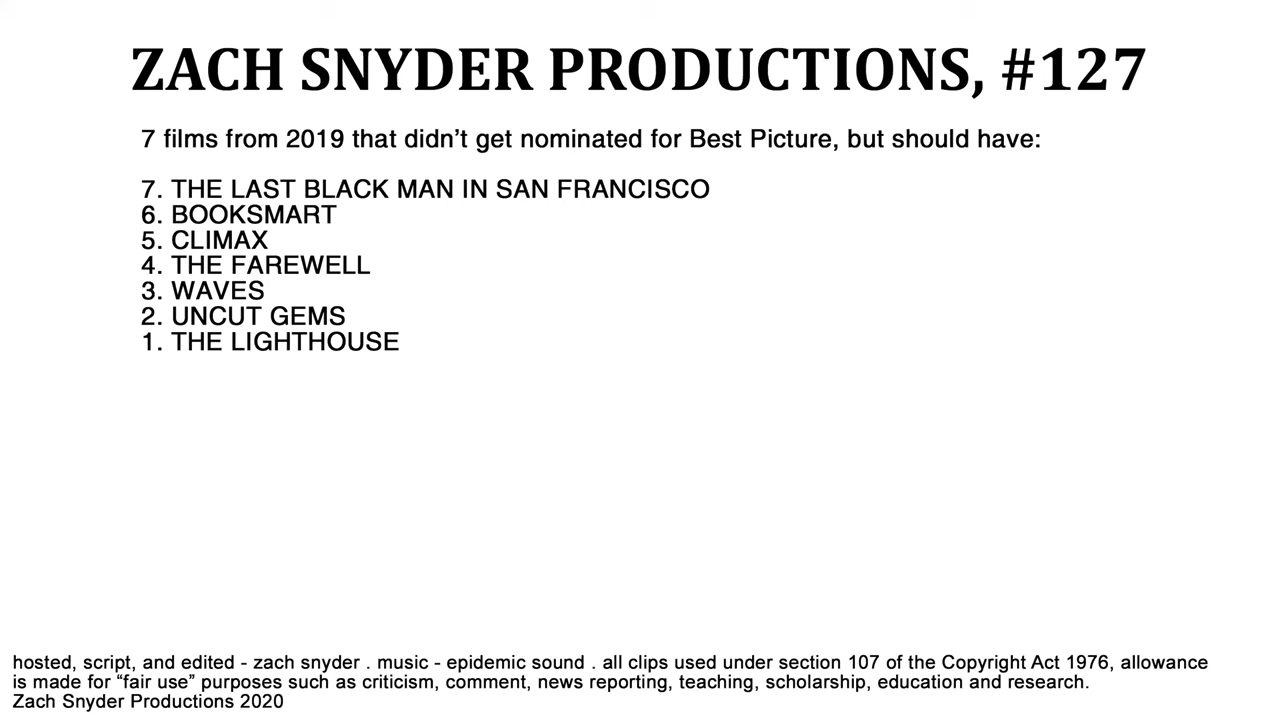 ZACH SNYDER PRODUCTIONS, #127
7 films from 2019 that didn’t get nominated for Best Picture, but should have:
7. THE LAST BLACK MAN IN SAN FRANCISCO
6. BOOKSMART
5. CLIMAX
4. THE FAREWELL
3. WAVES
2. UNCUT GEMS
1. THE LIGHTHOUSE
hosted, script, and edited - zach snyder . music - epidemic sound . all clips used under section 107 of the Copyright Act 1976, allowance
is made for “fair use” purposes such as criticism, comment, news reporting, teaching, scholarship, education and research.
Zach Snyder Productions 2020